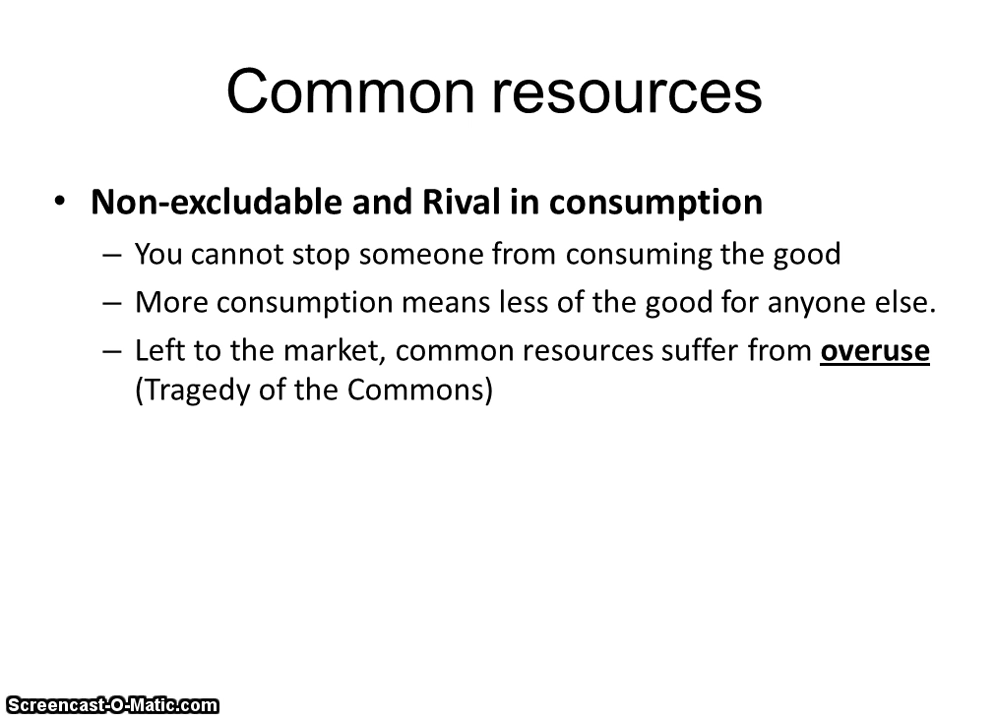 Common resources
• Non-excludable and Rival in consumption
– You cannot stop someone from consuming the good
– More consumption means less of the good for anyone else.
– Left to the market, common resources suffer from overuse
(Tragedy of the Commons)
Screencast-O-Matic.com